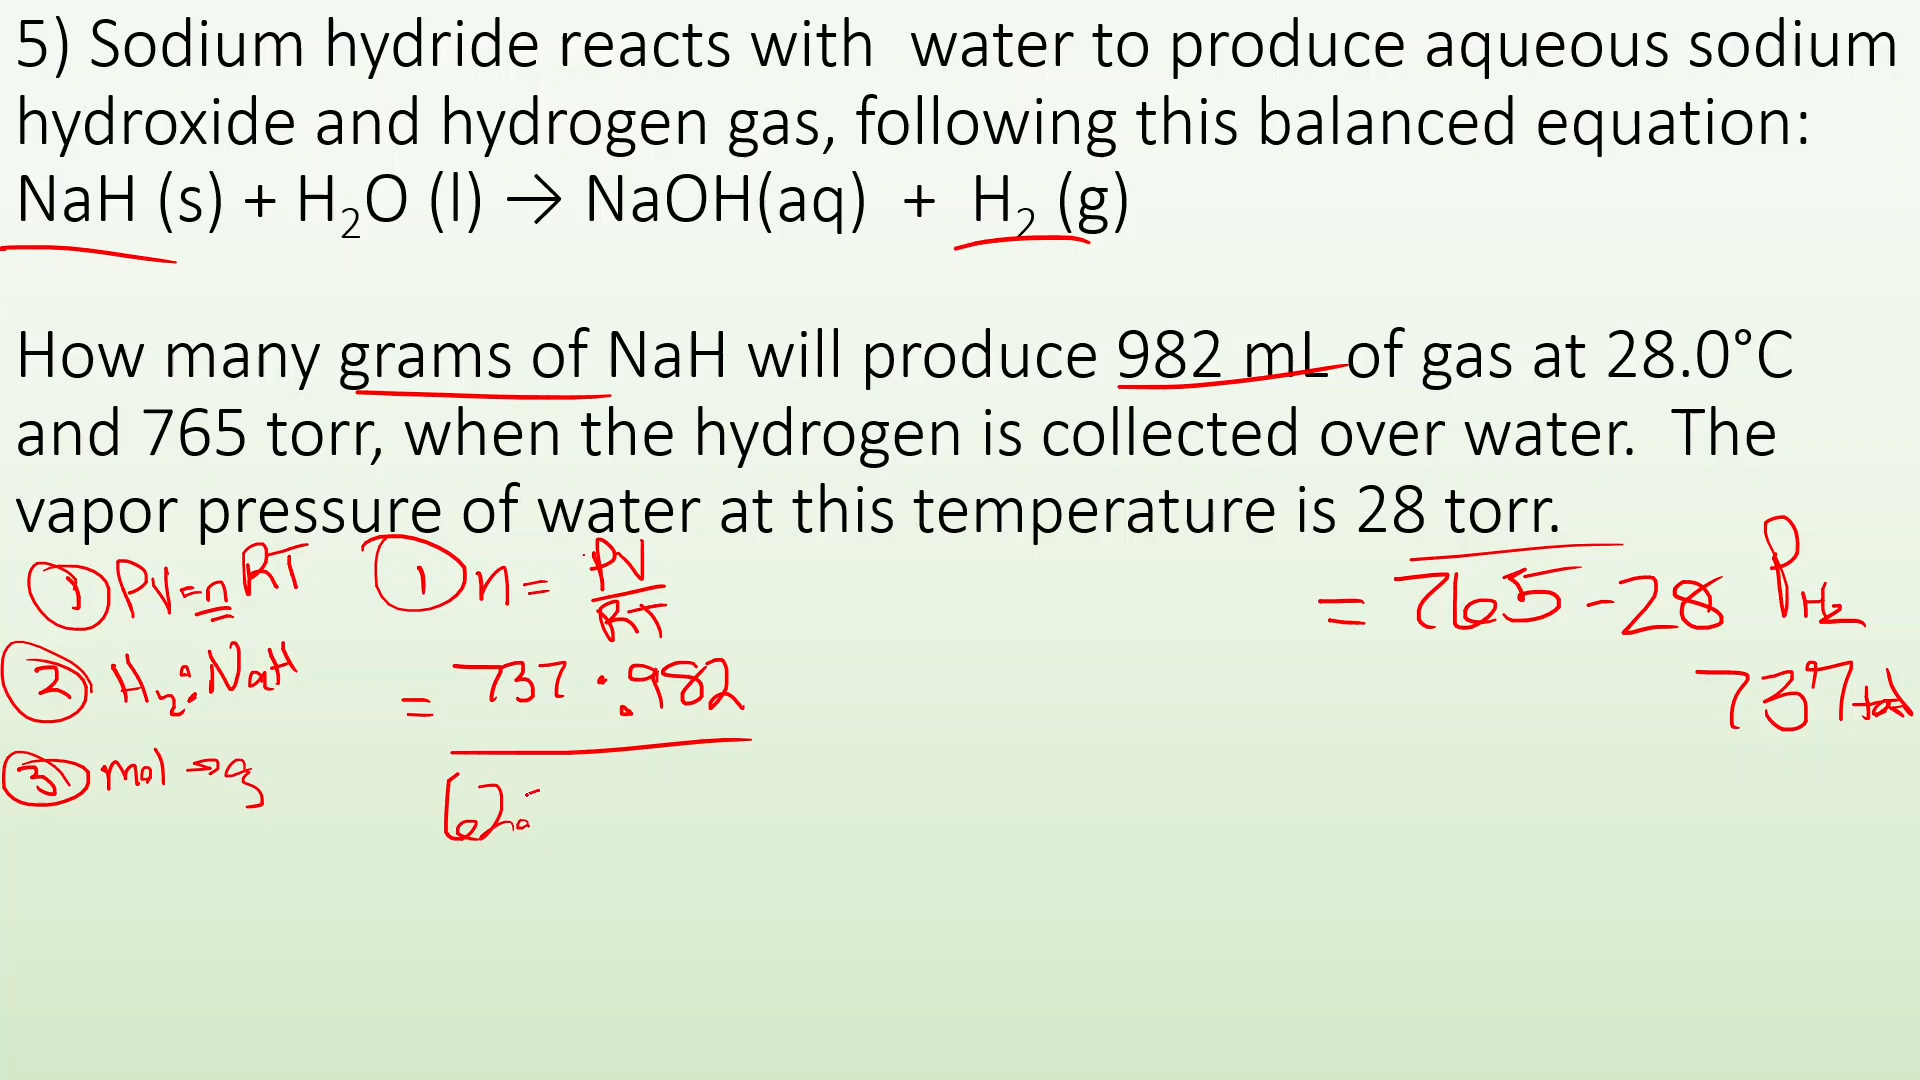 5) Sodium hydride reacts with water to produce aqueous sodium
hydroxide and hydrogen gas, following this balanced equation:
NaH (s) + H₂O (l) → NaOH(aq) + H₂ (g)
How many grams of NaH will produce 982 mL of gas at 28.0°C
and 765 torr, when the hydrogen is collected over water. The
vapor pressure of water at this temperature is 28 torr.
① PV=nRT
② H₂:NaH
③ mol → g
① n = PV
RT
= 737 · .982
62.
P H₂
= 765-28
737